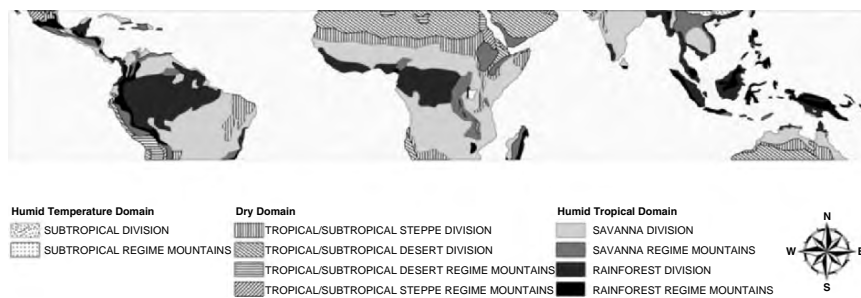 Humid Temperature Domain
SUBTROPICAL DIVISION
SUBTROPICAL REGIME MOUNTAINS
Dry Domain
TROPICAL/SUBTROPICAL STEPPE DIVISION
TROPICAL/SUBTROPICAL DESERT DIVISION
TROPICAL/SUBTROPICAL DESERT REGIME MOUNTAINS
TROPICAL/SUBTROPICAL STEPPE REGIME MOUNTAINS
Humid Tropical Domain
SAVANNA DIVISION
SAVANNA REGIME MOUNTAINS
RAINFOREST DIVISION
RAINFOREST REGIME MOUNTAINS
N
W E
S